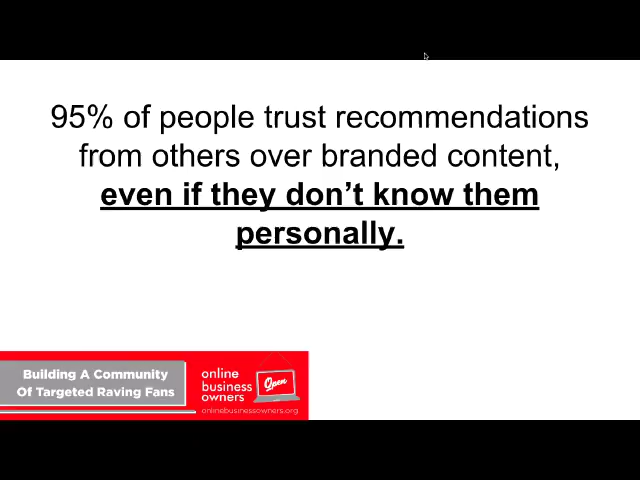 95% of people trust recommendations
from others over branded content,
even if they don't know them
personally.
Building A Community
Of Targeted Raving Fans
online
business
owners
Open
onlinebusinessowners.org